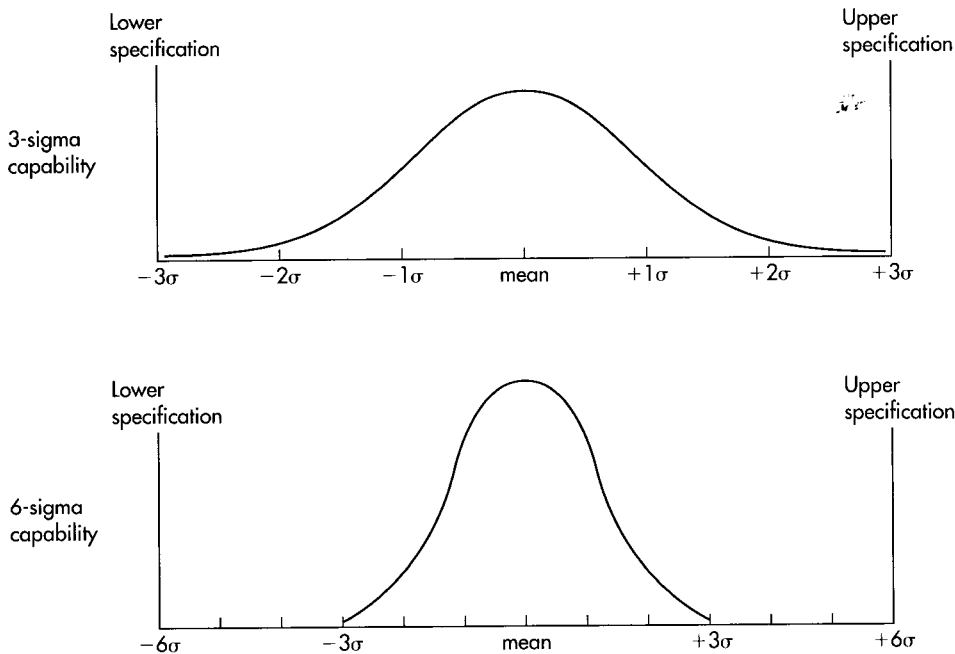 Lower
specification
Upper
specification
3-sigma
capability
−3σ −2σ −1σ mean +1σ +2σ +3σ
Lower
specification
Upper
specification
6-sigma
capability
−6σ −3σ mean +3σ +6σ